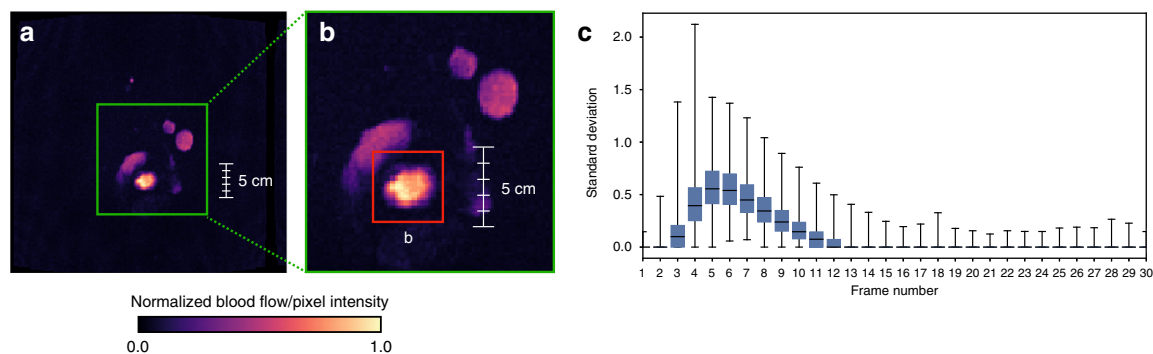 a
5 cm
b
5 cm
b
Normalized blood flow/pixel intensity
0.0 1.0
c
Standard deviation
2.0
1.5
1.0
0.5
0.0
1 2 3 4 5 6 7 8 9 10 11 12 13 14 15 16 17 18 19 20 21 22 23 24 25 26 27 28 29 30
Frame number